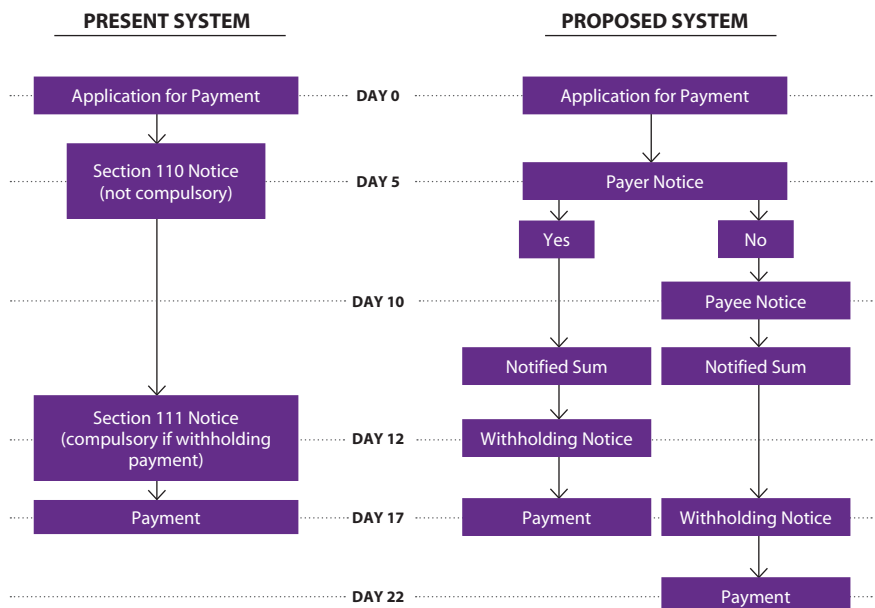 PRESENT SYSTEM
PROPOSED SYSTEM
Application for Payment
DAY 0
Application for Payment
Section 110 Notice
(not compulsory)
DAY 5
Payer Notice
Yes
No
DAY 10
Payee Notice
Notified Sum
Notified Sum
Section 111 Notice
(compulsory if withholding
payment)
DAY 12
Withholding Notice
Payment
DAY 17
Payment
Withholding Notice
DAY 22
Payment